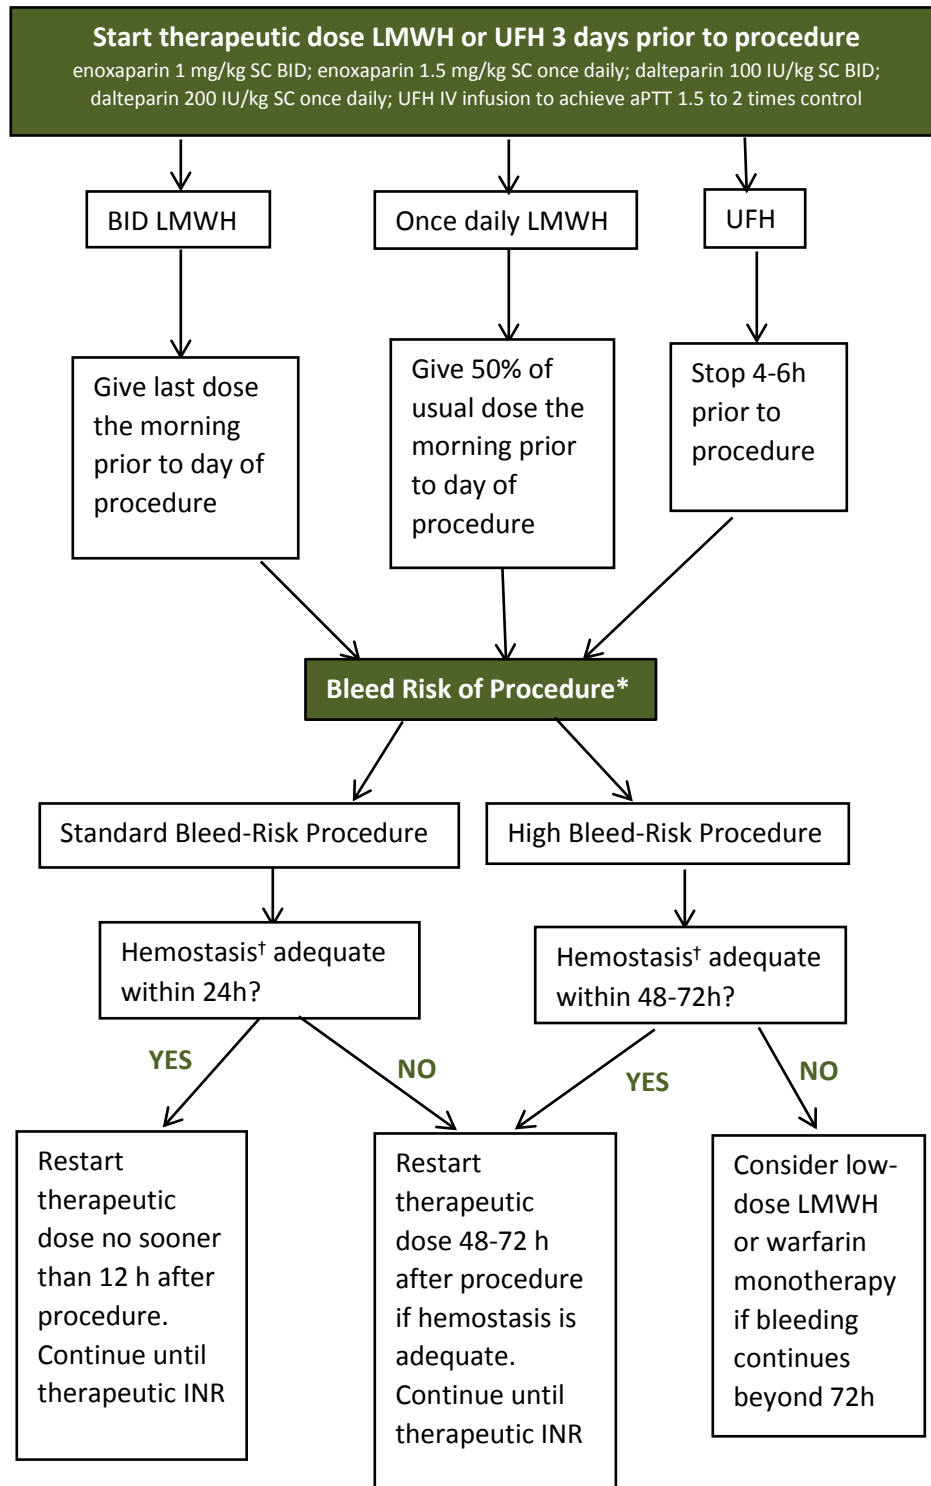 Start therapeutic dose LMWH or UFH 3 days prior to procedure
enoxaparin 1 mg/kg SC BID; enoxaparin 1.5 mg/kg SC once daily; dalteparin 100 IU/kg SC BID;
dalteparin 200 IU/kg SC once daily; UFH IV infusion to achieve aPTT 1.5 to 2 times control
BID LMWH
Once daily LMWH
UFH
Give last dose
the morning
prior to day of
procedure
Give 50% of
usual dose the
morning prior
to day of
procedure
Stop 4-6h
prior to
procedure
Bleed Risk of Procedure*
Standard Bleed-Risk Procedure
High Bleed-Risk Procedure
Hemostasis† adequate
within 24h?
Hemostasis† adequate
within 48-72h?
YES
NO
YES
NO
Restart
therapeutic
dose no sooner
than 12 h after
procedure.
Continue until
therapeutic INR
Restart
therapeutic
dose 48-72 h
after procedure
if hemostasis is
adequate.
Continue until
therapeutic INR
Consider low-
dose LMWH
or warfarin
monotherapy
if bleeding
continues
beyond 72h